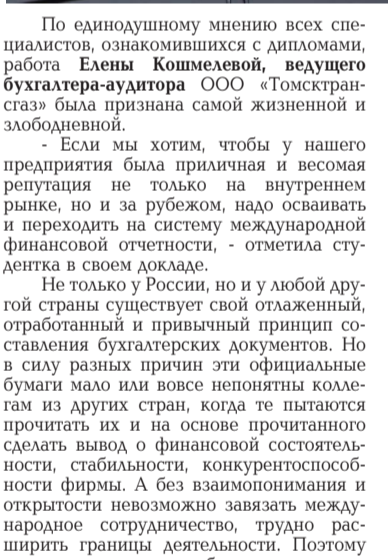 По единодушному мнению всех спе-
циалистов, ознакомившихся с дипломами,
работа Елены Кошмелевой, ведущего
бухгалтера-аудитора ООО «Томсктран-
сгаз» была признана самой жизненной и
злободневной.
- Если мы хотим, чтобы у нашего
предприятия была приличная и весомая
репутация не только на внутреннем
рынке, но и за рубежом, надо осваивать
и переходить на систему международной
финансовой отчетности, - отметила сту-
дентка в своем докладе.
Не только у России, но и у любой дру-
гой страны существует свой отлаженный,
отработанный и привычный принцип со-
ставления бухгалтерских документов. Но
в силу разных причин эти официальные
бумаги мало или вовсе непонятны колле-
гам из других стран, когда те пытаются
прочитать их и на основе прочитанного
сделать вывод о финансовой состоятель-
ности, стабильности, конкурентоспособ-
ности фирмы. А без взаимопонимания и
открытости невозможно завязать между-
народное сотрудничество, трудно рас-
ширить границы деятельности. Поэтому